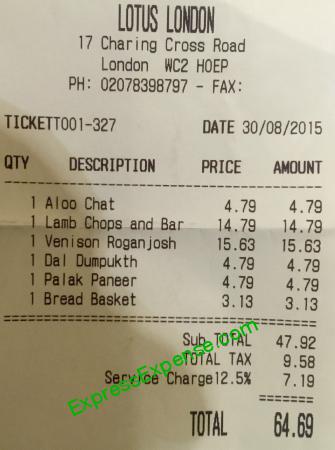 LOTUS LONDON
17 Charing Cross Road
London WC2 HOEP
PH: 02078398797 - FAX:
TICKETT001-327 DATE 30/08/2015
QTY DESCRIPTION PRICE AMOUNT
1 Aloo Chat 4.79 4.79
1 Lamb Chops and Bar 14.79 14.79
1 Venison Roganjosh 15.63 15.63
1 Dal Dumpukth 4.79 4.79
1 Palak Paneer 4.79 4.79
1 Bread Basket 3.13 3.13
Sub TOTAL 47.92
TOTAL TAX 9.58
Service Charge12.5% 7.19
TOTAL 64.69
ExpressExpense.com